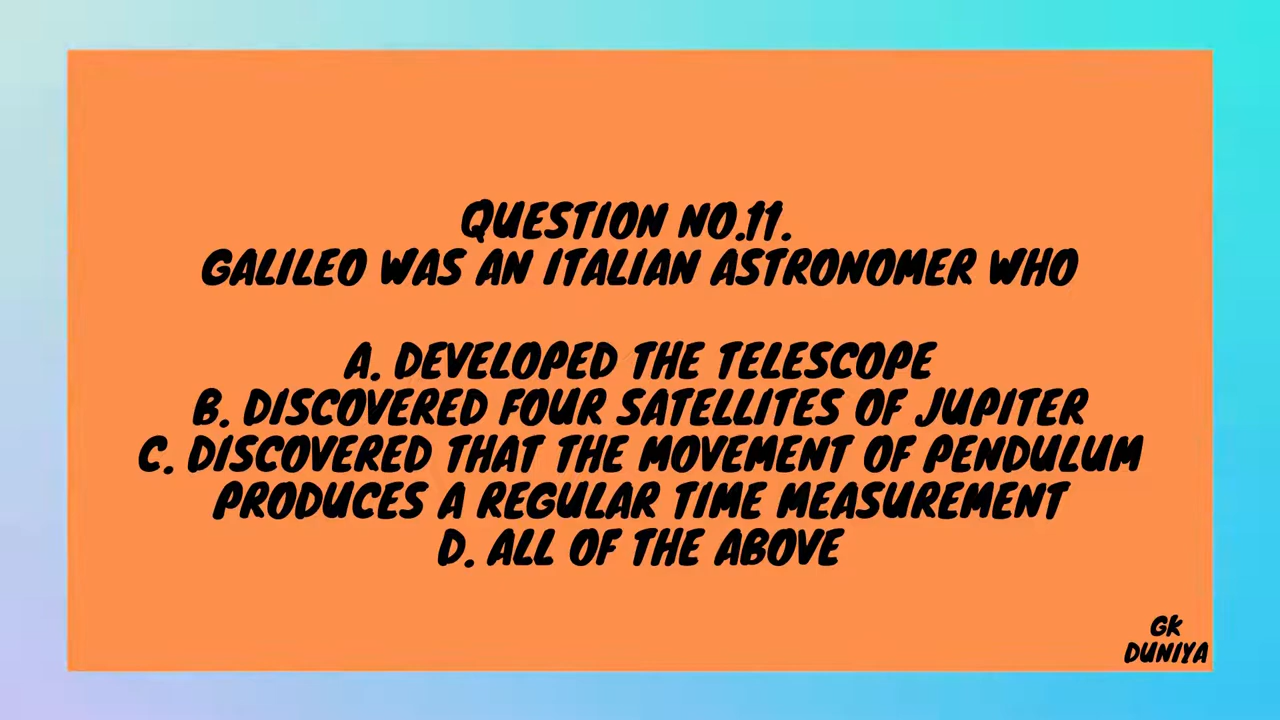 QUESTION NO.11.
GALILEO WAS AN ITALIAN ASTRONOMER WHO
A. DEVELOPED THE TELESCOPE
B. DISCOVERED FOUR SATELLITES OF JUPITER
C. DISCOVERED THAT THE MOVEMENT OF PENDULUM
PRODUCES A REGULAR TIME MEASUREMENT
D. ALL OF THE ABOVE
GK
DUNIYA